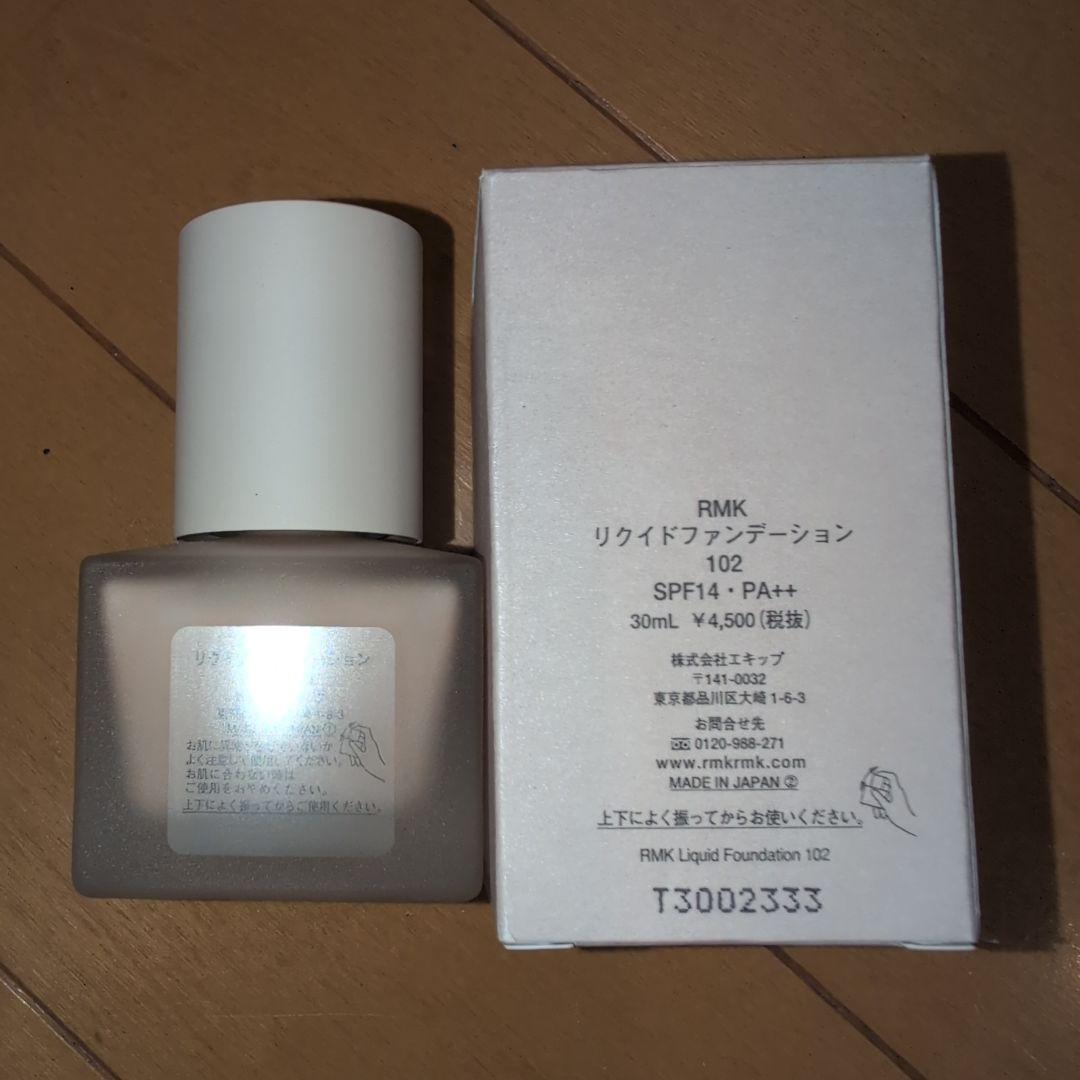 RMK
リクイドファンデーション
102
SPF14・PA++
30mL ¥4,500(税抜)
株式会社エキップ
〒141-0032
東京都品川区大崎1-6-3
お問合せ先
0120-988-271
www.rmkrmk.com
MADE IN JAPAN ②
上下によく振ってからお使いください。
RMK Liquid Foundation 102
T3002333
お肌に
よく注意して使用してください。
お肌に合わない時は
ご使用をおやめください。
上下によく振ってからご使用ください。